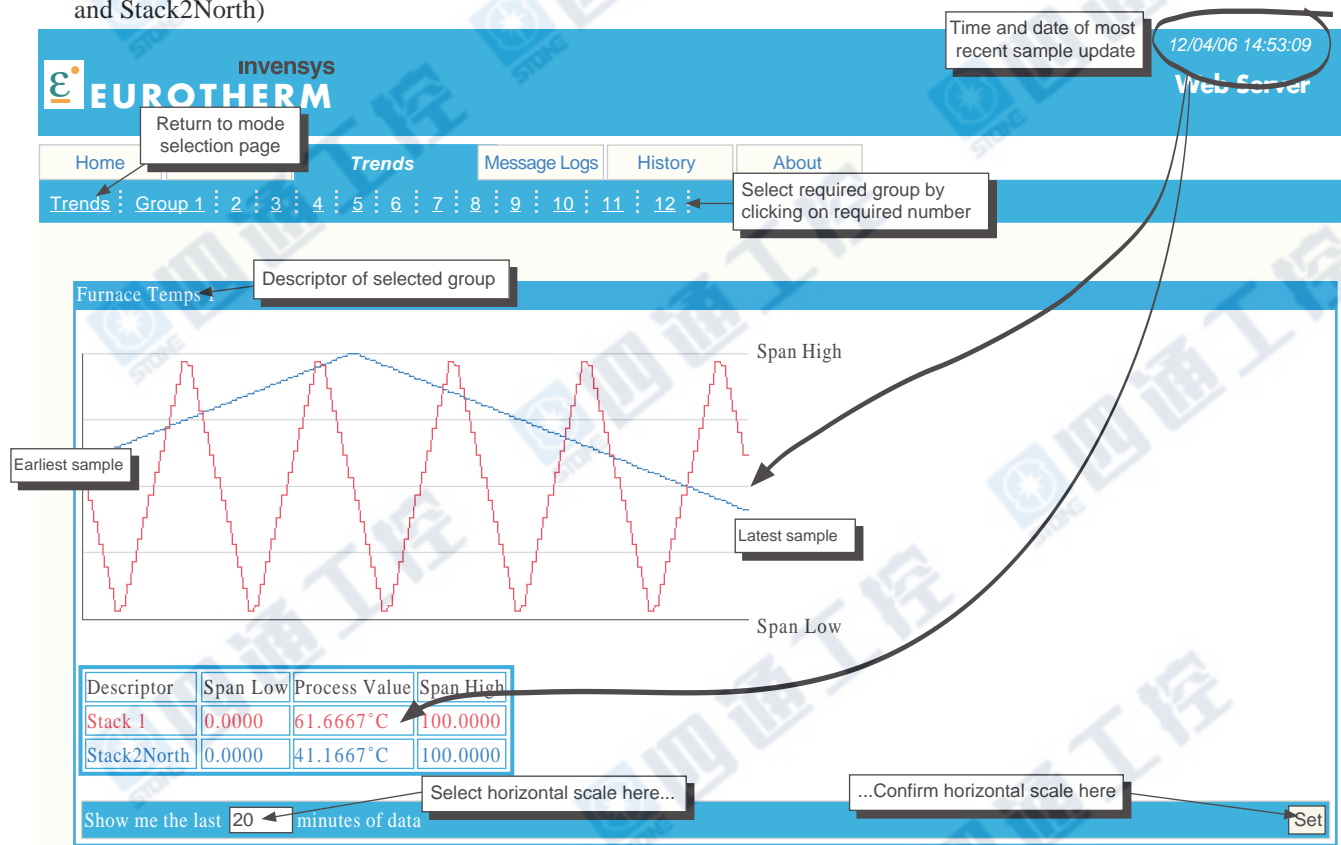 and Stack2North)
Time and date of most
recent sample update
12/04/06 14:53:09
Web Server
ε invensys
EUROTHERM
Return to mode
selection page
Home
Trends
Message Logs
History
About
Trends Group 1 2 3 4 5 6 7 8 9 10 11 12
Select required group by
clicking on required number
Descriptor of selected group
Furnace Temps 1
Span High
Earliest sample
Latest sample
Span Low
Descriptor Span Low Process Value Span High
Stack 1 0.0000 61.6667°C 100.0000
Stack2North 0.0000 41.1667°C 100.0000
Select horizontal scale here...
...Confirm horizontal scale here
Show me the last 20 minutes of data
Set
四通工控
STONE